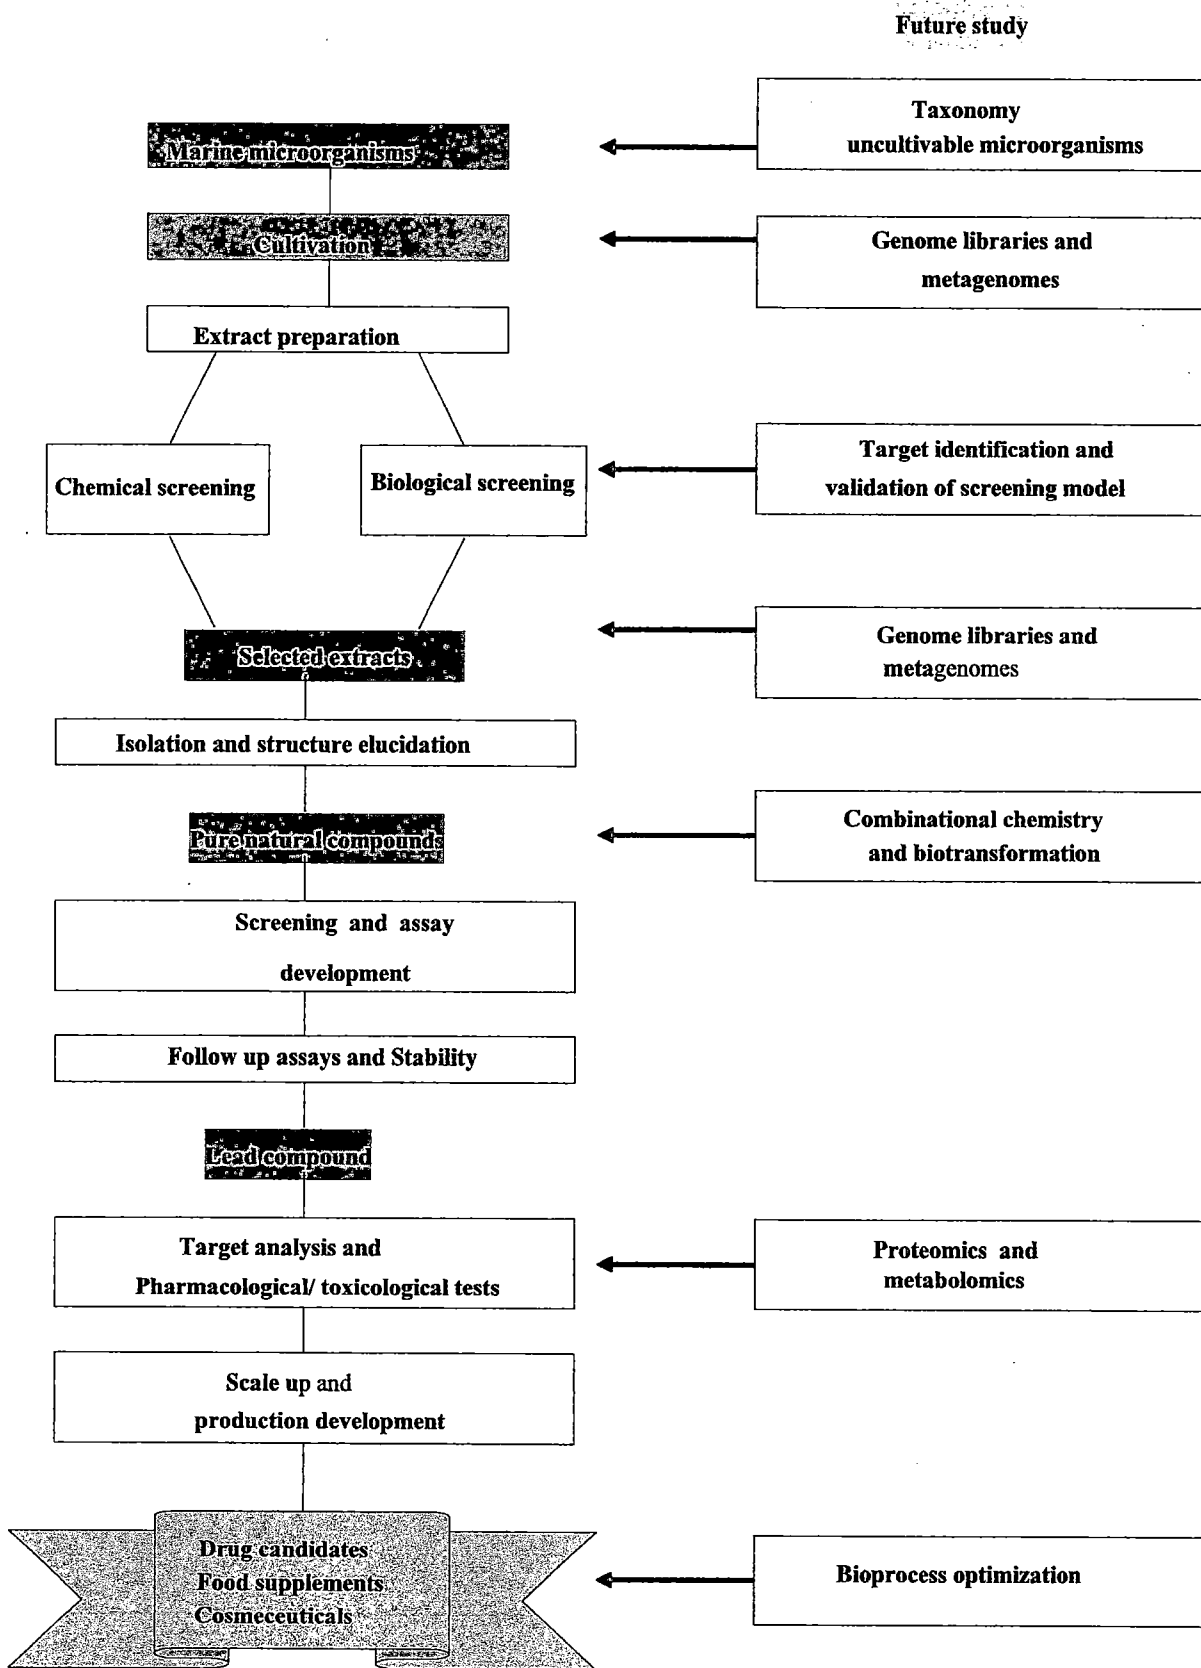 Future study
Taxonomy
uncultivable microorganisms
Marine microorganisms
Cultivation
Genome libraries and
metagenomes
Extract preparation
Chemical screening
Biological screening
Target identification and
validation of screening model
Selected extracts
Genome libraries and
metagenomes
Isolation and structure elucidation
Pure natural compounds
Combinational chemistry
and biotransformation
Screening and assay
development
Follow up assays and Stability
Lead compound
Target analysis and
Pharmacological/ toxicological tests
Proteomics and
metabolomics
Scale up and
production development
Drug candidates
Food supplements
Cosmeceuticals
Bioprocess optimization